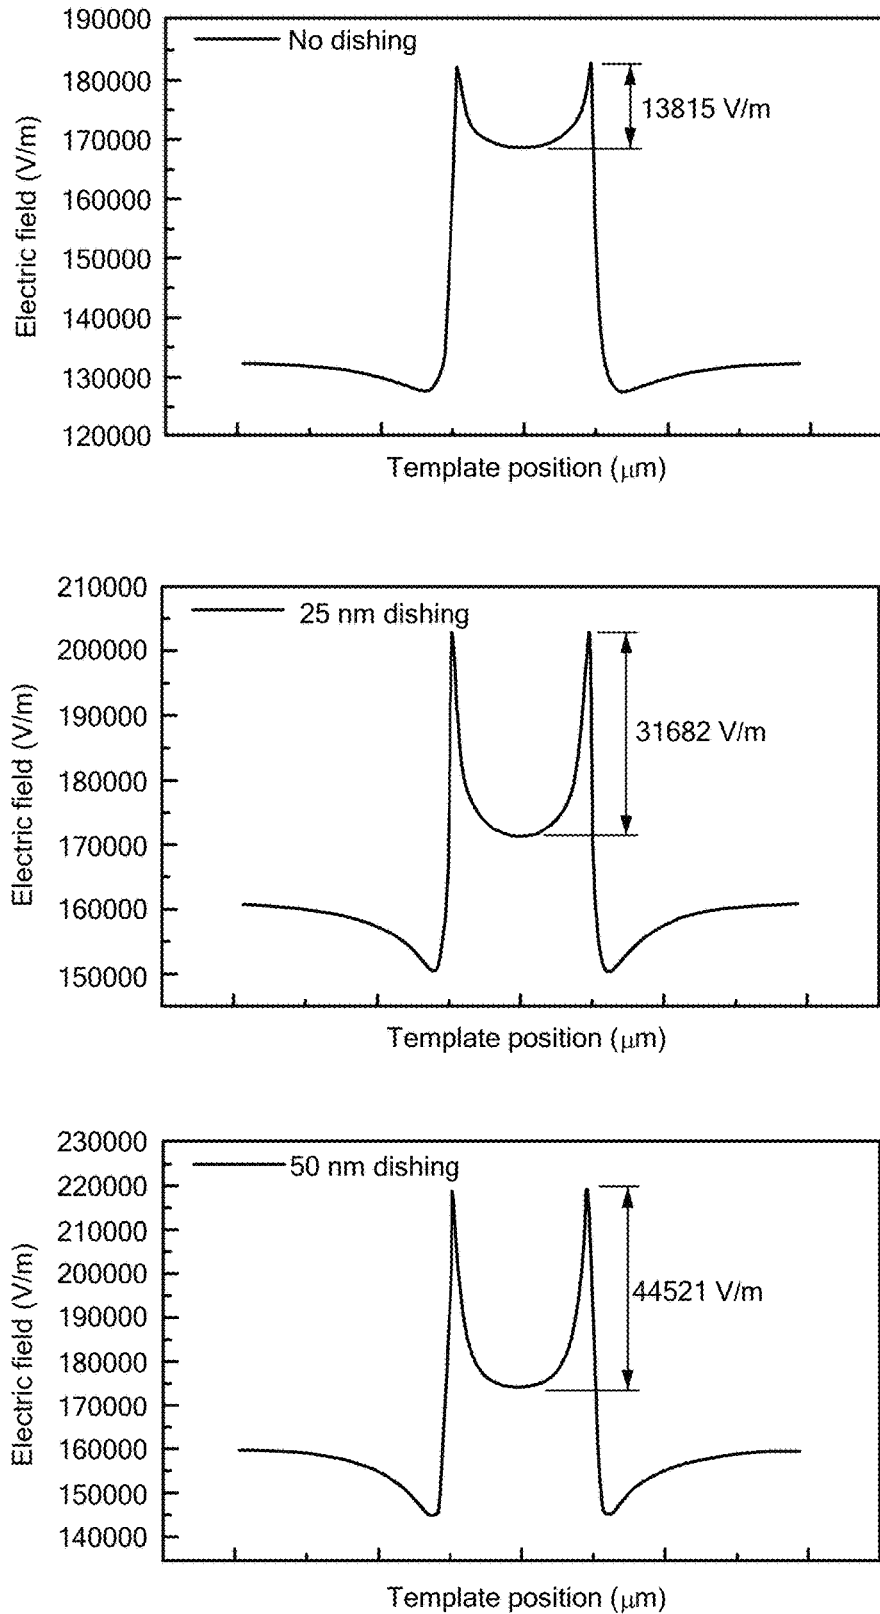 190000
No dishing
180000
13815 V/m
170000
160000
150000
140000
130000
120000
Electric field (V/m)
Template position (μm)
210000
25 nm dishing
200000
190000
31682 V/m
180000
170000
160000
150000
Electric field (V/m)
Template position (μm)
230000
50 nm dishing
220000
210000
200000
44521 V/m
190000
180000
170000
160000
150000
140000
Electric field (V/m)
Template position (μm)